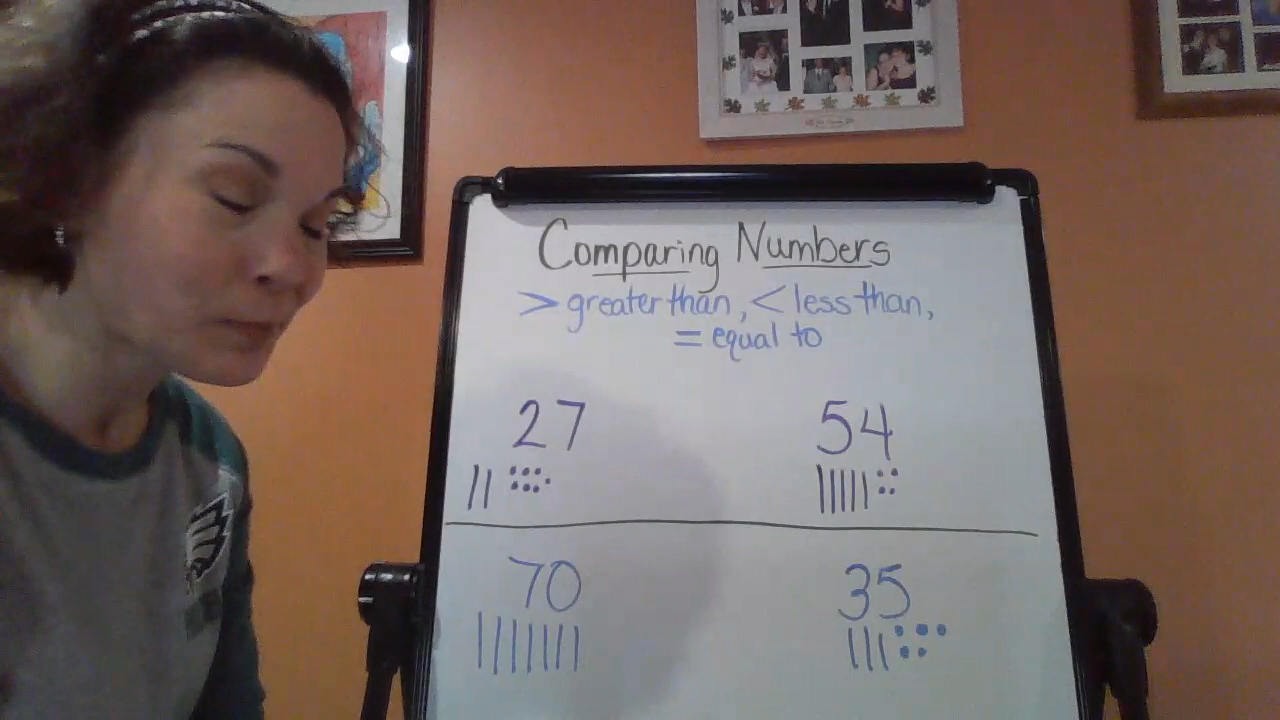 Comparing Numbers
> greater than, < less than,
= equal to
27 54
70 35